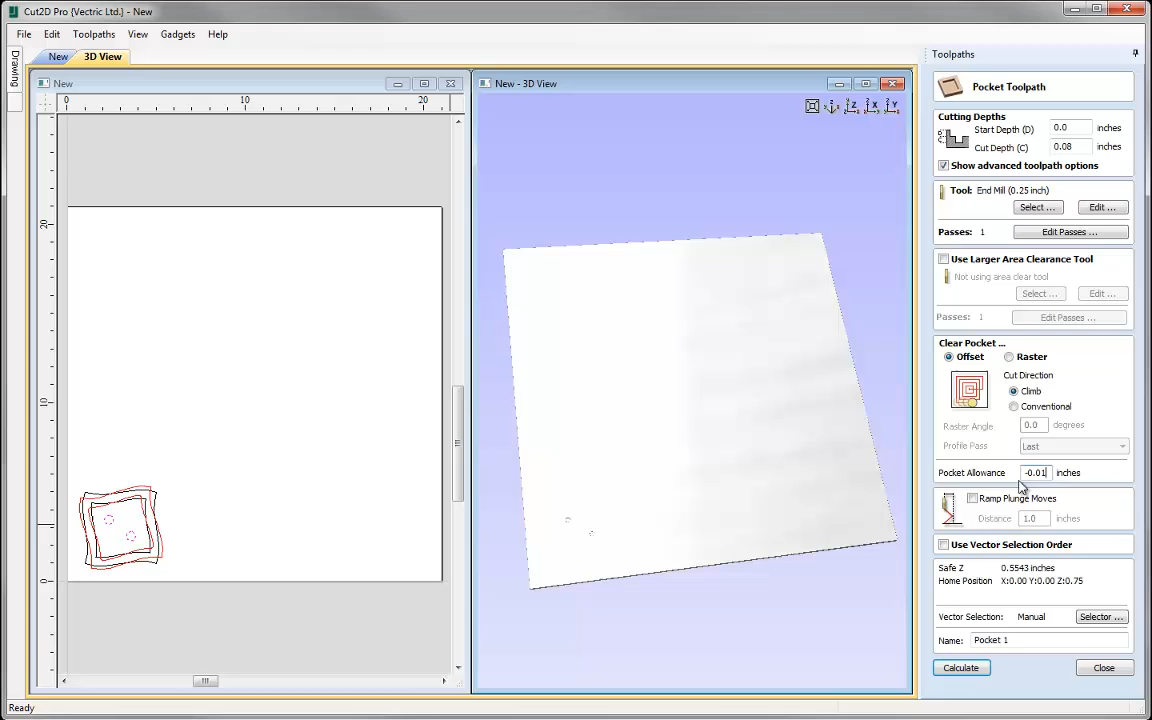 Cut2D Pro {Vectric Ltd.} - New
File Edit Toolpaths View Gadgets Help
Drawing
New 3D View
New
0 10 20
20
10
0
New - 3D View
Toolpaths
Pocket Toolpath
Cutting Depths
Start Depth (D) 0.0 inches
Cut Depth (C) 0.08 inches
Show advanced toolpath options
Tool: End Mill (0.25 inch)
Select ... Edit ...
Passes: 1 Edit Passes ...
Use Larger Area Clearance Tool
Not using area clear tool
Select ... Edit ...
Passes: 1 Edit Passes ...
Clear Pocket ...
Offset Raster
Cut Direction
Climb
Conventional
Raster Angle 0.0 degrees
Profile Pass Last
Pocket Allowance -0.01 inches
Ramp Plunge Moves
Distance 1.0 inches
Use Vector Selection Order
Safe Z 0.5543 inches
Home Position X:0.00 Y:0.00 Z:0.75
Vector Selection: Manual Selector ...
Name: Pocket 1
Calculate Close
Ready